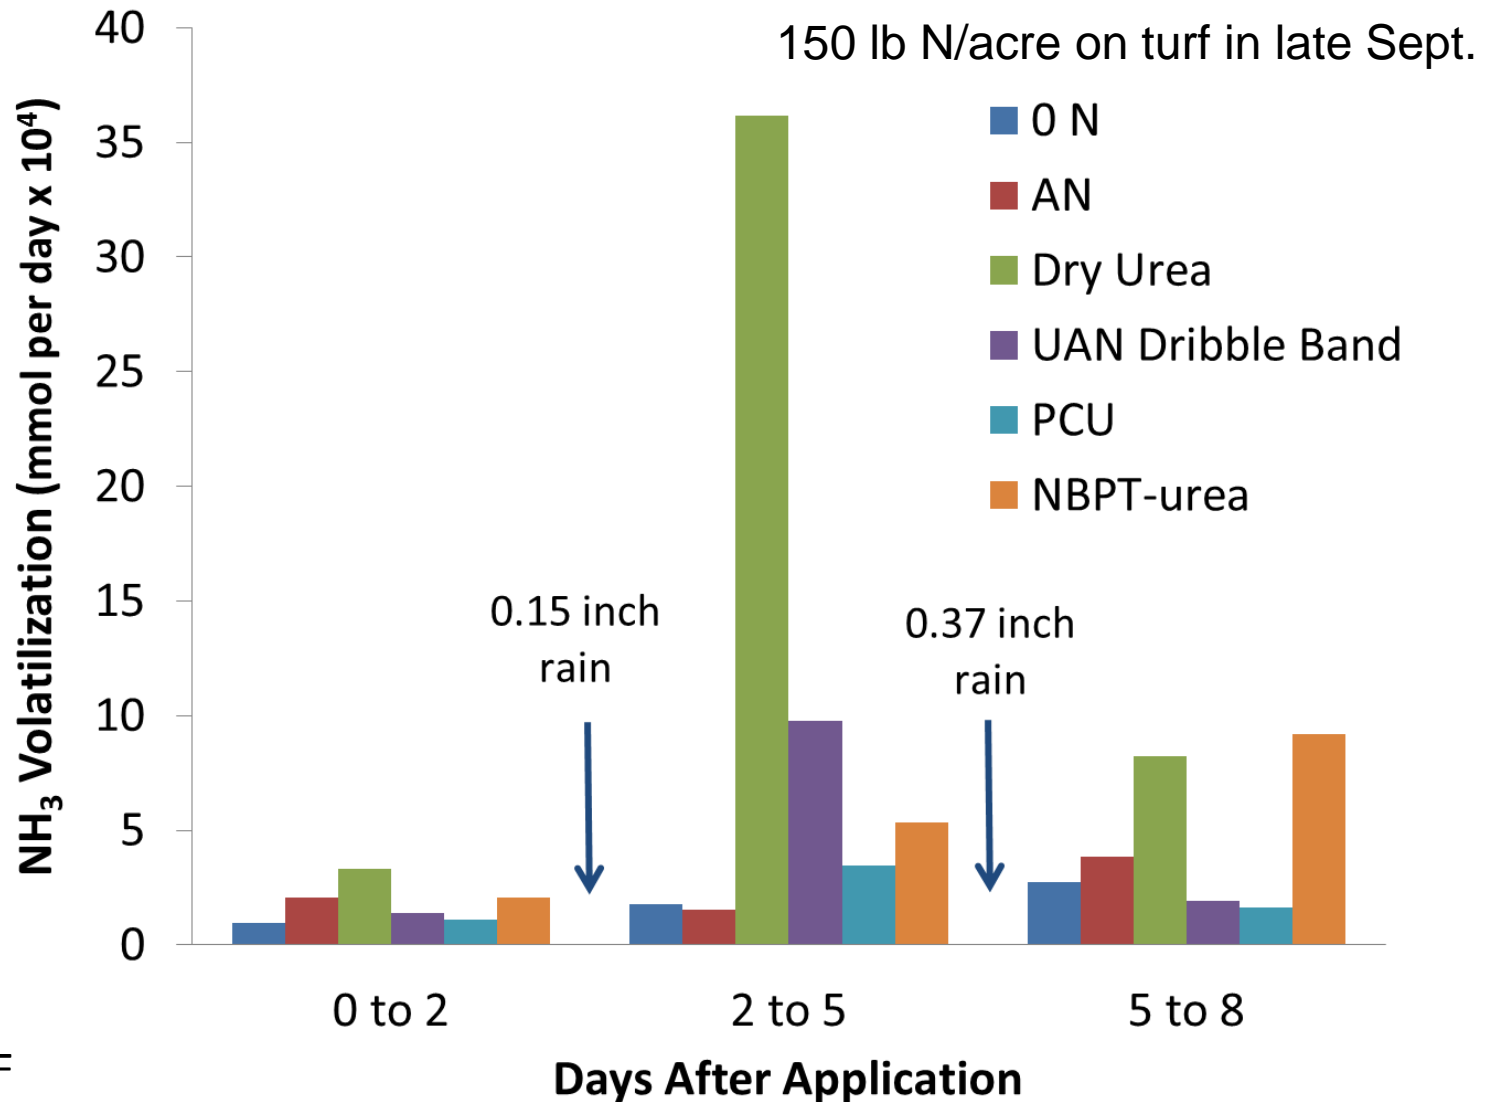 150 lb N/acre on turf in late Sept.
NH₃ Volatilization (mmol per day x 10⁴)
40
35
30
25
20
15
10
5
0
0 N
AN
Dry Urea
UAN Dribble Band
PCU
NBPT-urea
0.15 inch
rain
0.37 inch
rain
0 to 2
2 to 5
5 to 8
Days After Application